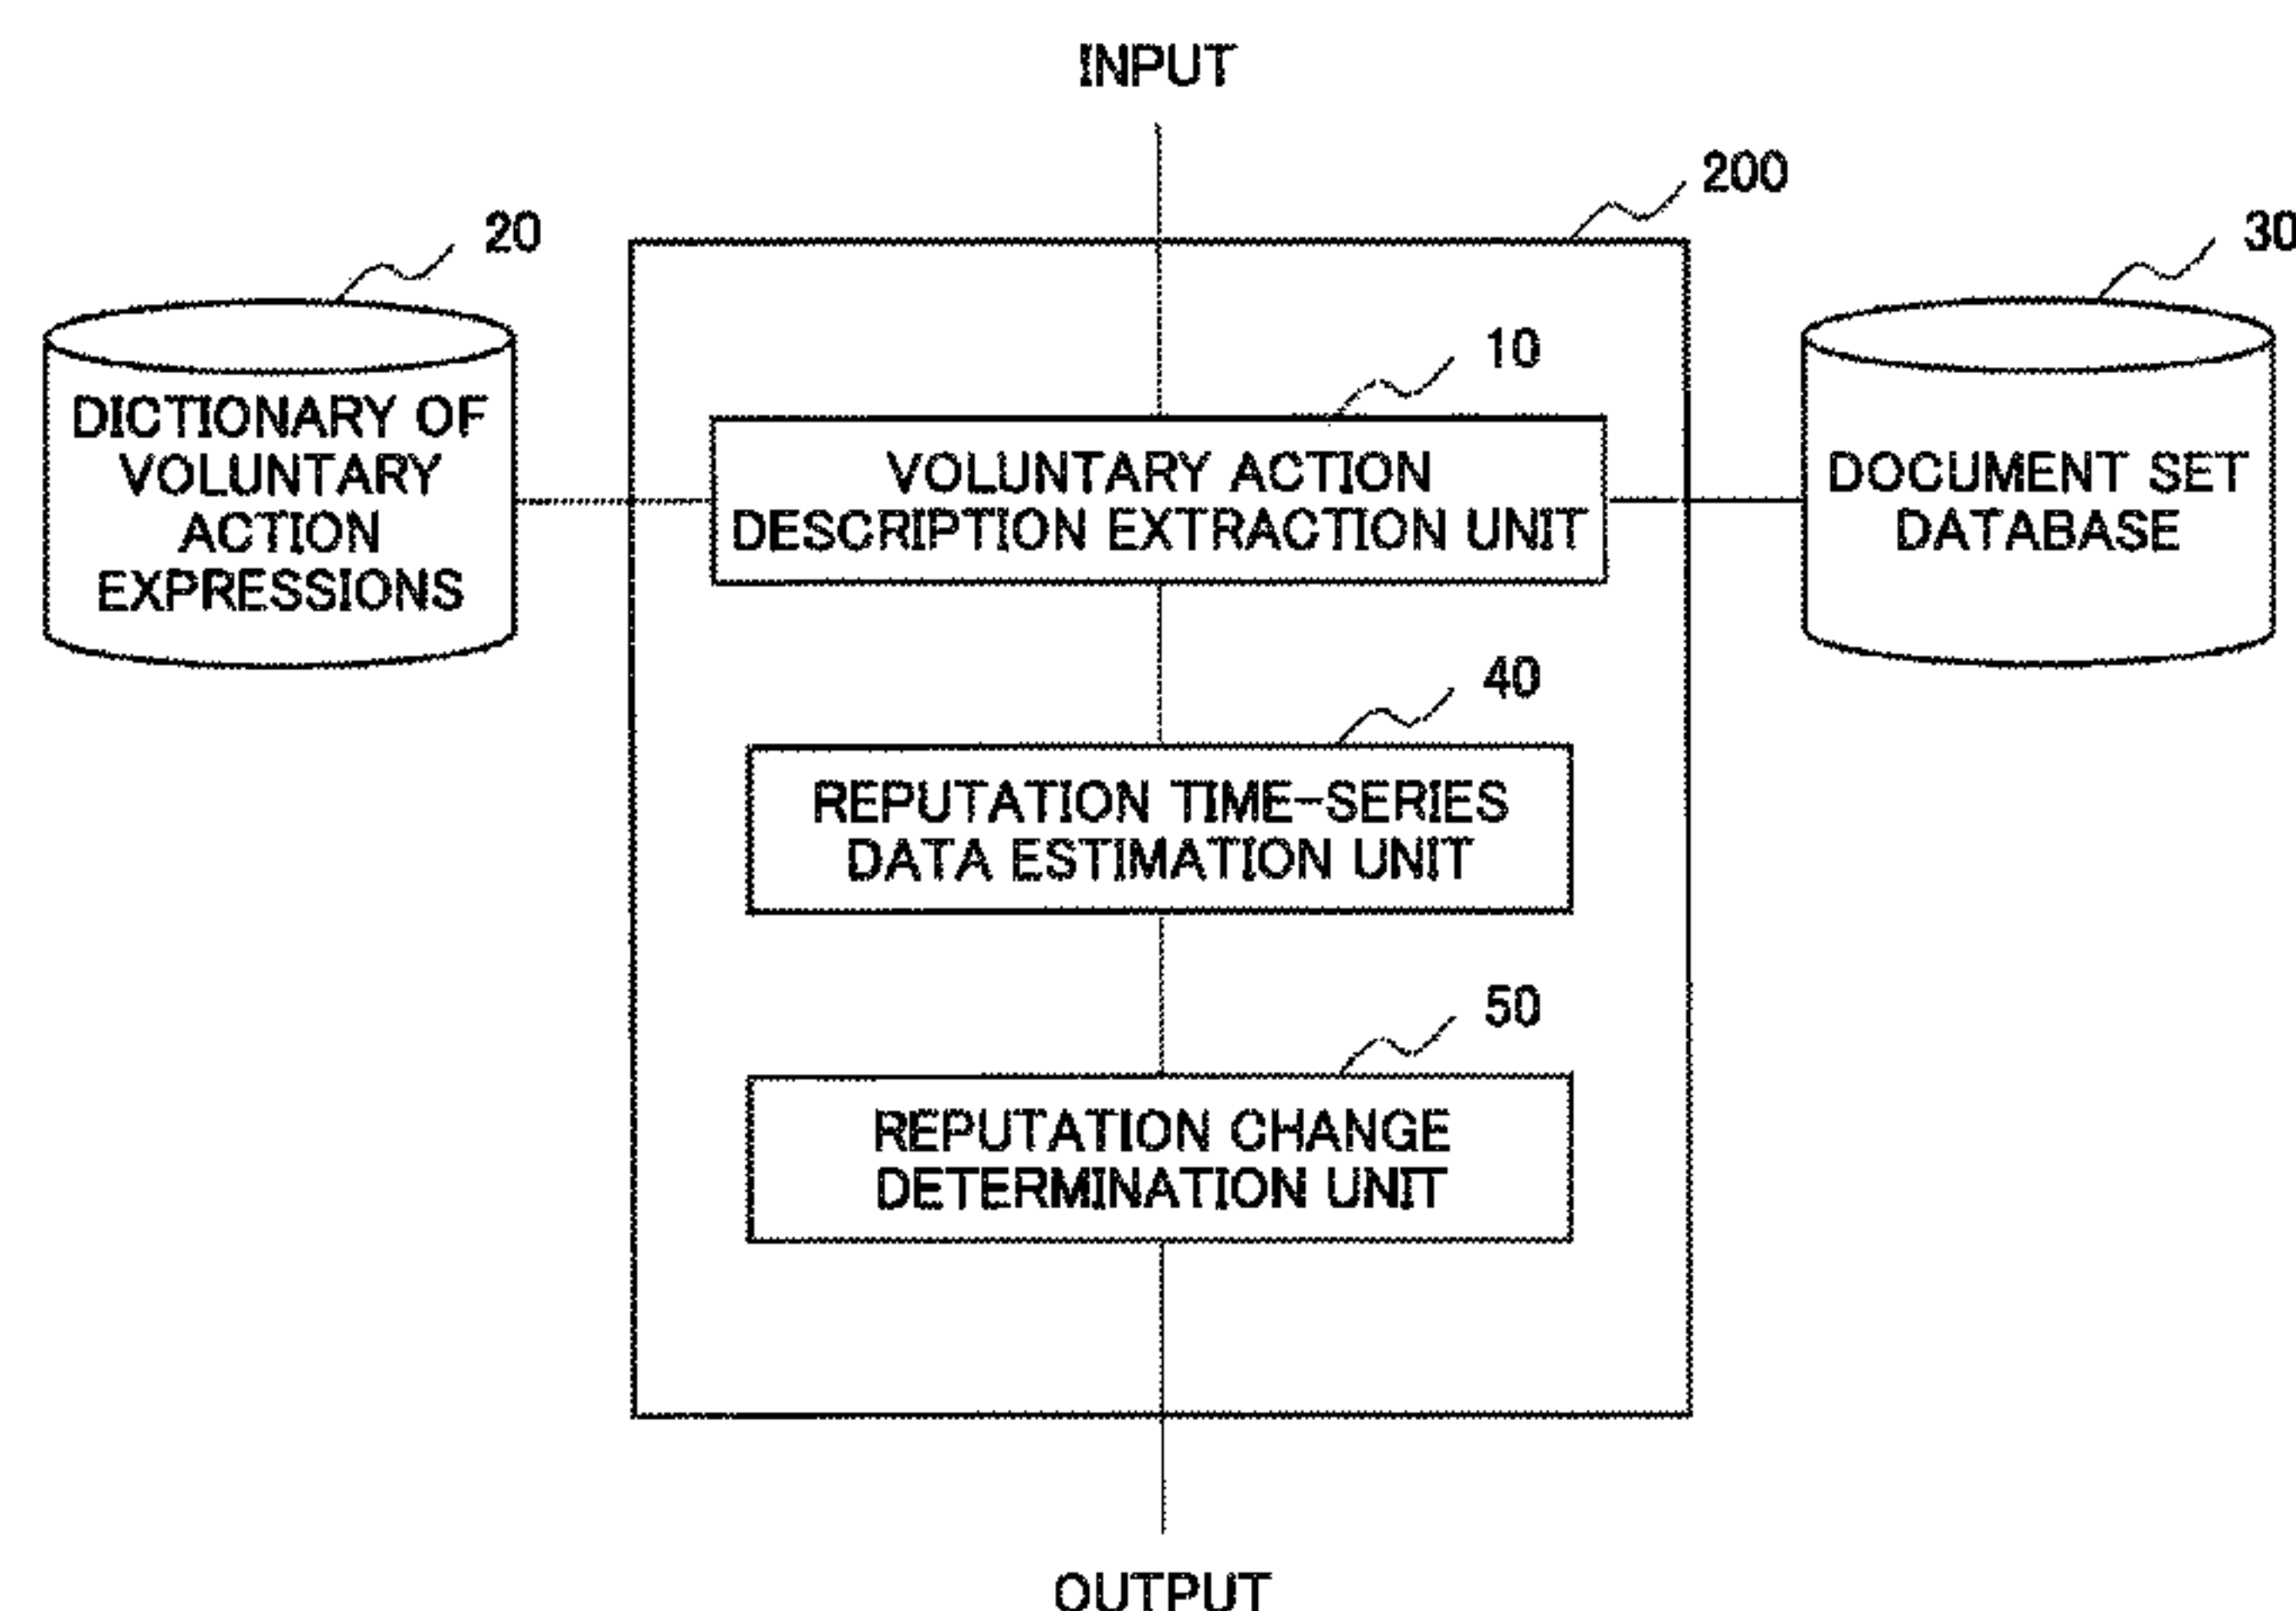 INPUT
200
20
30
10
DICTIONARY OF
VOLUNTARY
ACTION
EXPRESSIONS
VOLUNTARY ACTION
DESCRIPTION EXTRACTION UNIT
DOCUMENT SET
DATABASE
40
REPUTATION TIME-SERIES
DATA ESTIMATION UNIT
50
REPUTATION CHANGE
DETERMINATION UNIT
OUTPUT